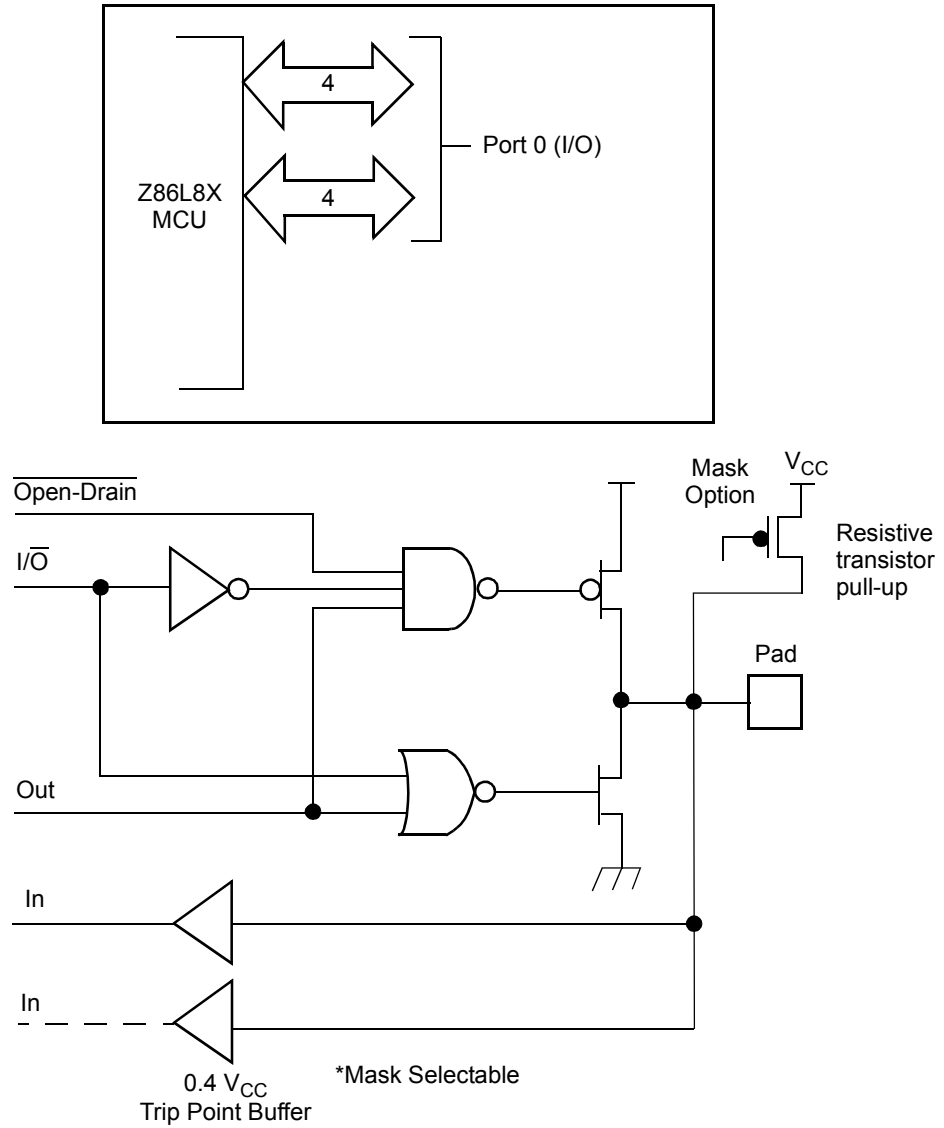 4
Port 0 (I/O)
4
Z86L8X
MCU
Open-Drain
I/O
Mask
Option
VCC
Resistive
transistor
pull-up
Pad
Out
In
In
0.4 VCC
Trip Point Buffer
*Mask Selectable